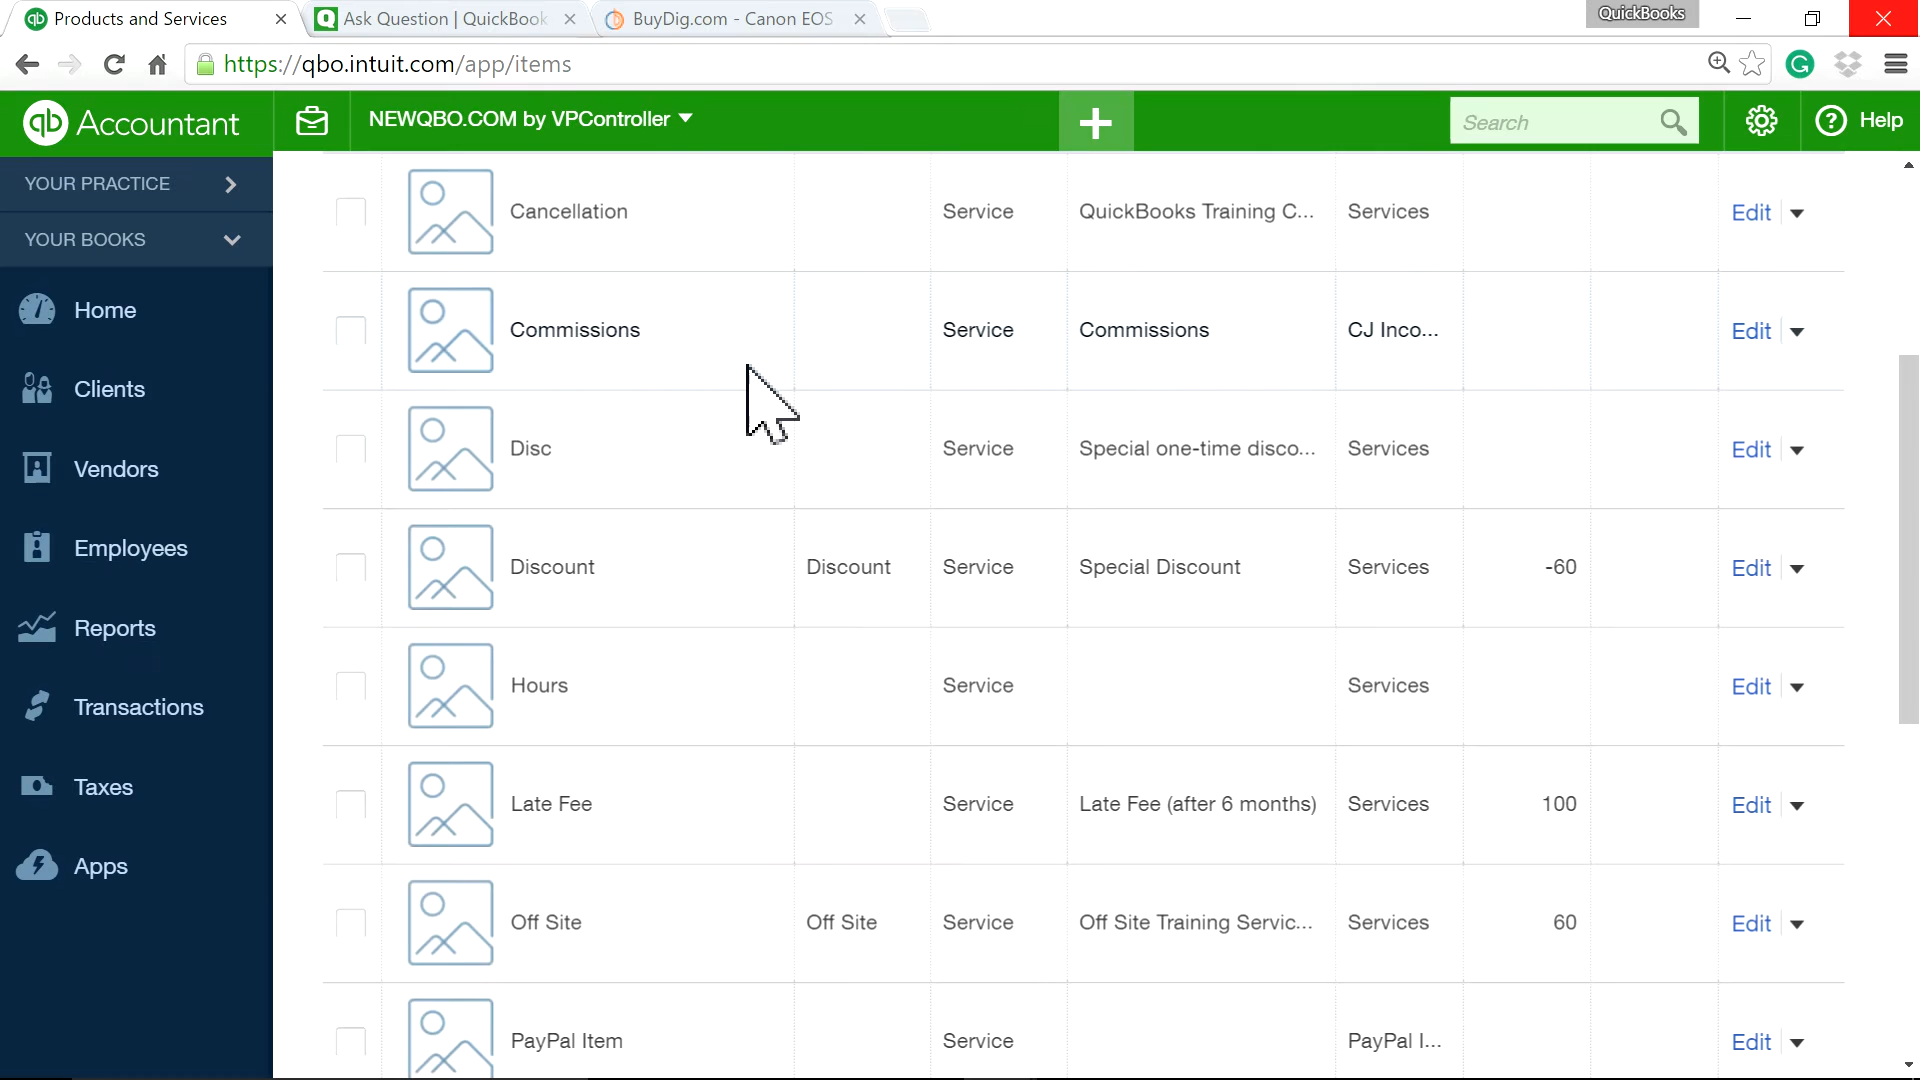 Products and Services
Ask Question | QuickBook
BuyDig.com - Canon EOS
QuickBooks
https://qbo.intuit.com/app/items
qb Accountant
NEWQBO.COM by VPController
Search
? Help
YOUR PRACTICE
YOUR BOOKS
Home
Clients
Vendors
Employees
Reports
Transactions
Taxes
Apps
Cancellation Service QuickBooks Training C... Services Edit
Commissions Service Commissions CJ Inco... Edit
Disc Service Special one-time disco... Services Edit
Discount Discount Service Special Discount Services -60 Edit
Hours Service Services Edit
Late Fee Service Late Fee (after 6 months) Services 100 Edit
Off Site Off Site Service Off Site Training Servic... Services 60 Edit
PayPal Item Service PayPal I... Edit